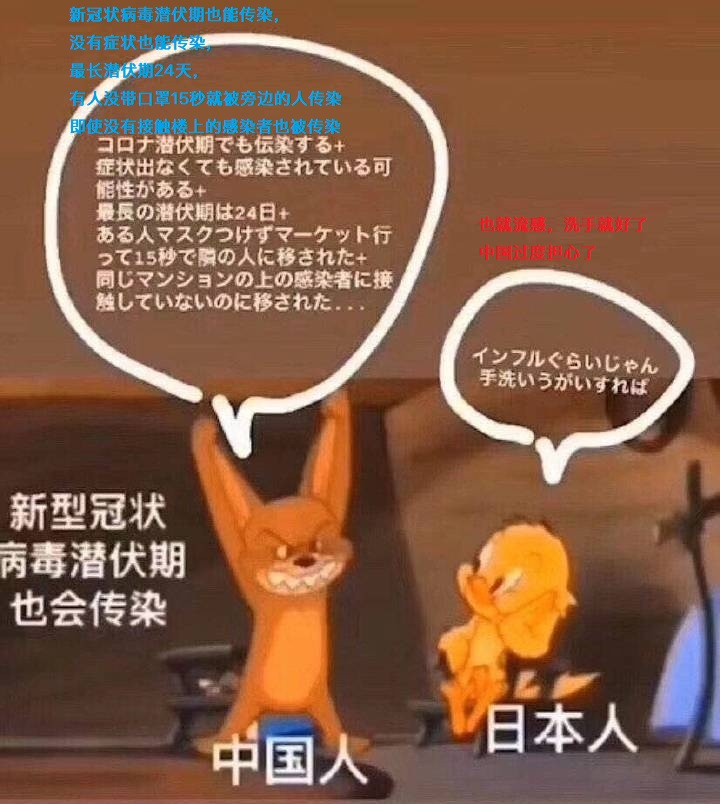 新冠状病毒潜伏期也能传染，
没有症状也能传染，
最长潜伏期24天，
有人没带口罩15秒就被旁边的人传染
即使没有接触楼上的感染者也被传染
コロナ潜伏期でも伝染する+
症状出なくても感染されている可
能性がある+
最長の潜伏期は24日+
ある人マスクつけずマーケット行
って15秒で隣の人に移された+
同じマンションの上の感染者に接
触していないのに移された...
也就流感，洗手就好了
中国过度担心了
インフルぐらいじゃん
手洗いうがいすれば
新型冠状
病毒潜伏期
也会传染
中国人
日本人